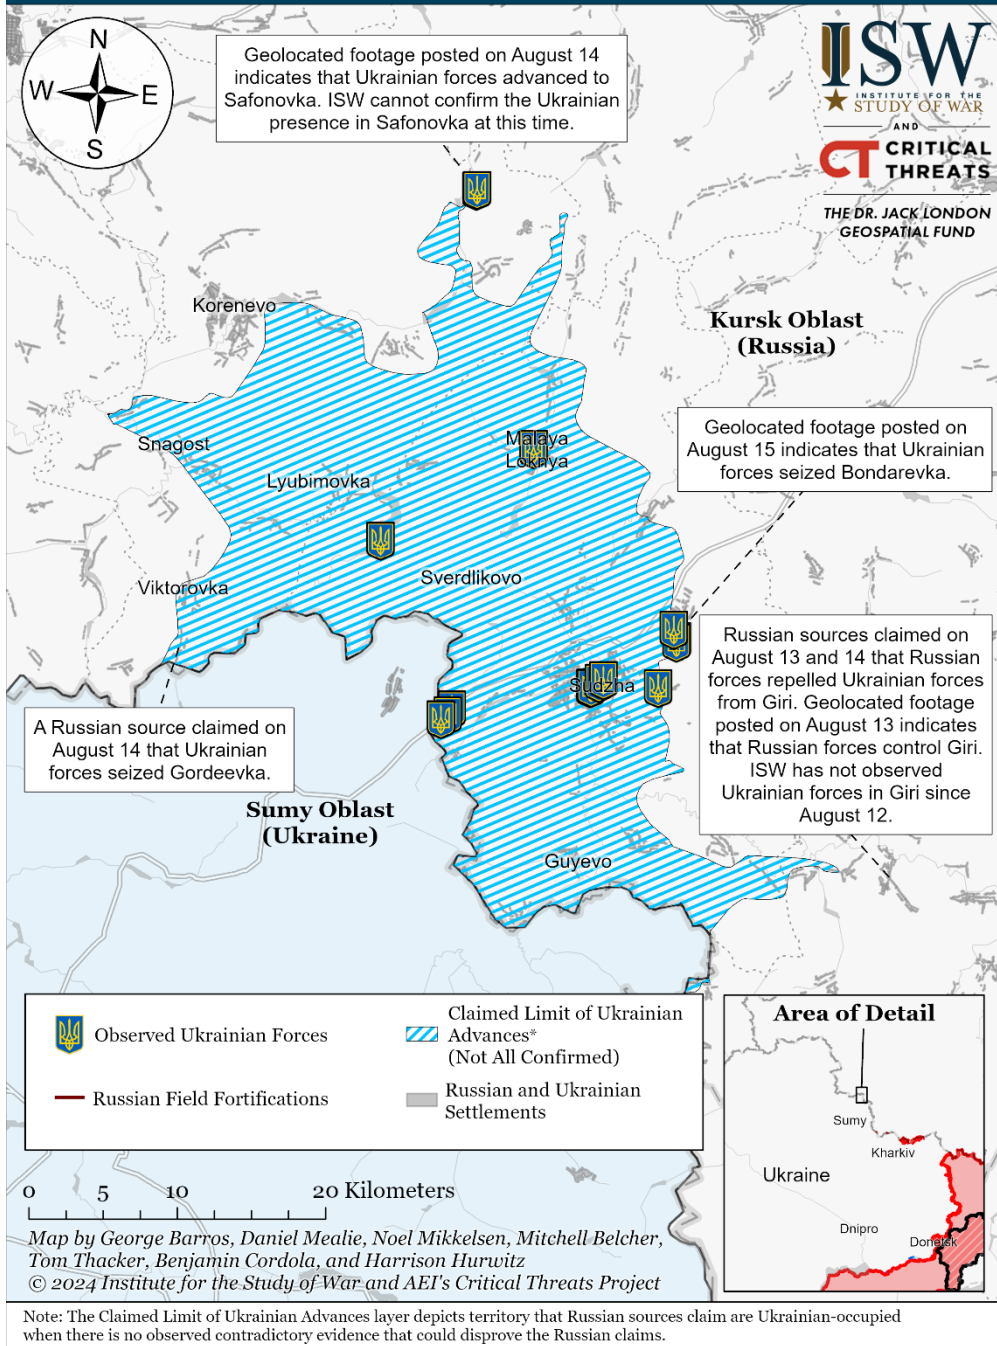 N
W
E
S
Geolocated footage posted on August 14
indicates that Ukrainian forces advanced to
Safonovka. ISW cannot confirm the Ukrainian
presence in Safonovka at this time.
ISW
INSTITUTE FOR THE
STUDY OF WAR
AND
CT CRITICAL
THREATS
THE DR. JACK LONDON
GEOSPATIAL FUND
Korenevo
Kursk Oblast
(Russia)
Geolocated footage posted on
August 15 indicates that Ukrainian
forces seized Bondarevka.
Snagost
Malaya
Loknya
Lyubimovka
Sverdlikovo
Viktorovka
Russian sources claimed on
August 13 and 14 that Russian
forces repelled Ukrainian forces
from Giri. Geolocated footage
posted on August 13 indicates
that Russian forces control Giri.
ISW has not observed
Ukrainian forces in Giri since
August 12.
Sudzha
A Russian source claimed on
August 14 that Ukrainian
forces seized Gordeevka.
Sumy Oblast
(Ukraine)
Guyevo
Observed Ukrainian Forces
Claimed Limit of Ukrainian
Advances*
(Not All Confirmed)
Russian Field Fortifications
Russian and Ukrainian
Settlements
Area of Detail
Sumy
Kharkiv
Ukraine
Dnipro
Donetsk
0 5 10 20 Kilometers
Map by George Barros, Daniel Mealie, Noel Mikkelsen, Mitchell Belcher,
Tom Thacker, Benjamin Cordola, and Harrison Hurwitz
© 2024 Institute for the Study of War and AEI's Critical Threats Project
Note: The Claimed Limit of Ukrainian Advances layer depicts territory that Russian sources claim are Ukrainian-occupied
when there is no observed contradictory evidence that could disprove the Russian claims.